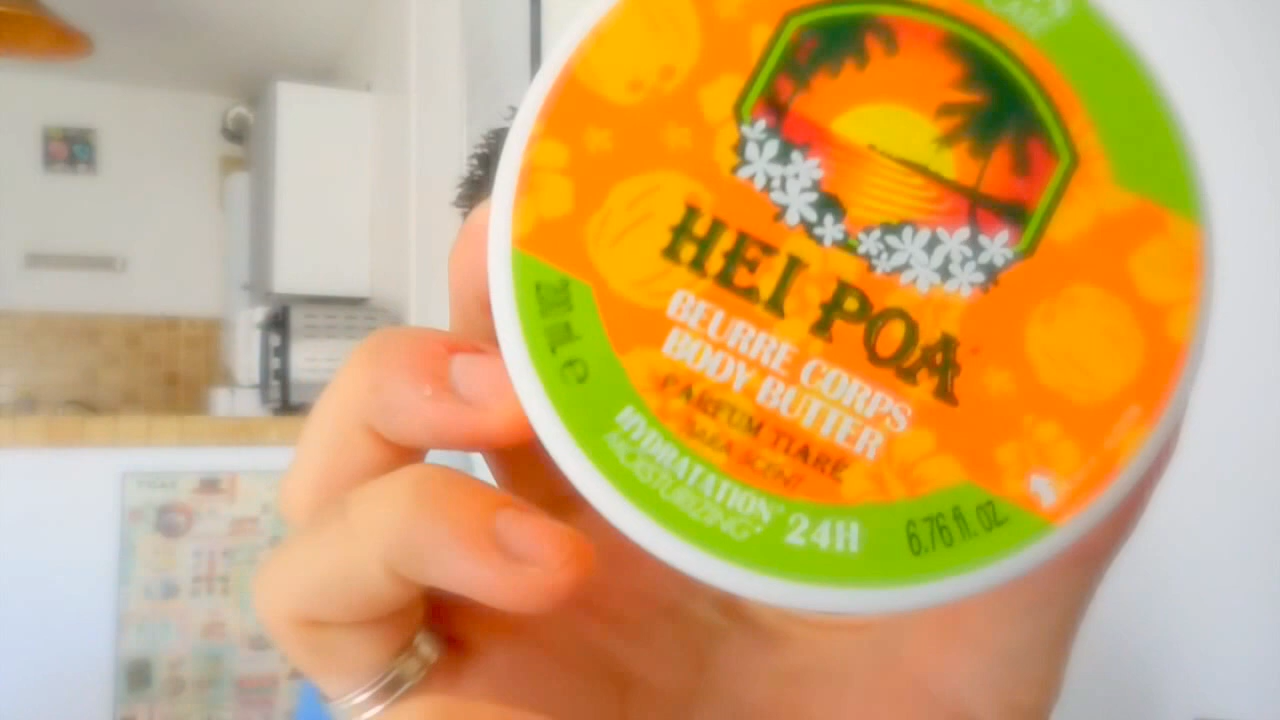 HEI POA
BEURRE CORPS
BODY BUTTER
PARFUM TIARÉ
TIARA SCENT
200 mL e
HYDRATATION* 24H
MOISTURIZING*
6.76 fl. oz.